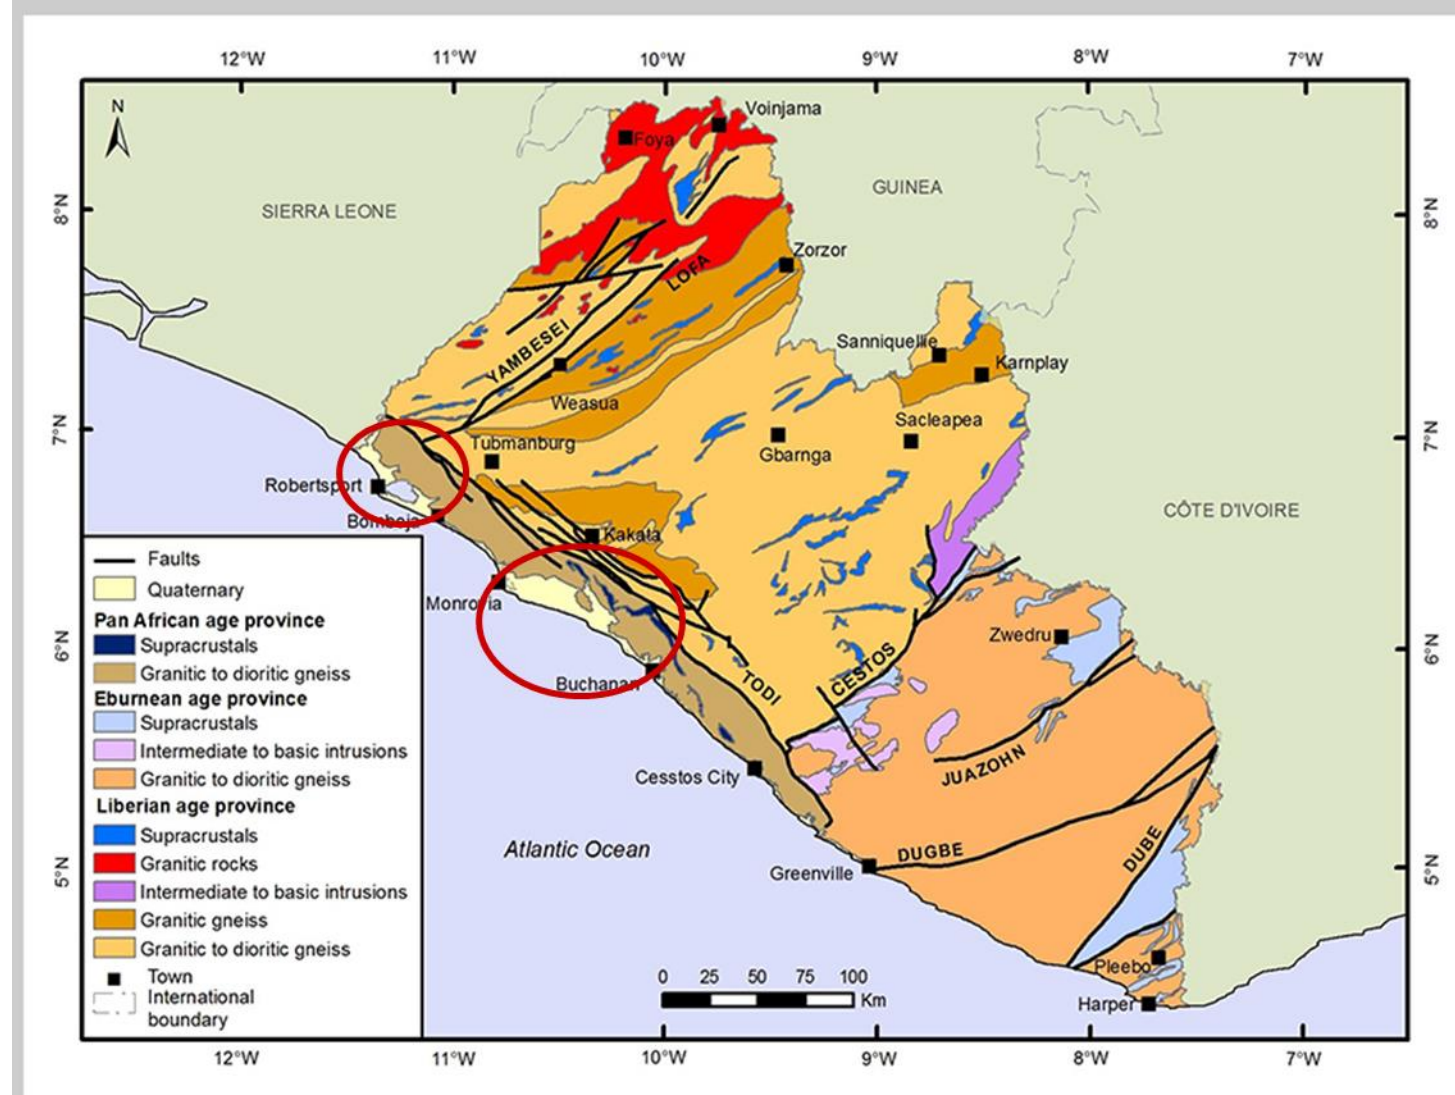 12°W 11°W 10°W 9°W 8°W 7°W
N
Voinjama
Foya
GUINEA
SIERRA LEONE
8°N 8°N
Zorzor
LOFA
YAMBESEI
Sanniquellie
Karnplay
Weasua
Sacleapea
7°N 7°N
Tubmanburg
Gbarnga
Robertsport
CÔTE D'IVOIRE
Bomboja
Kakata
Monrovia
Zwedru
6°N 6°N
CESTOS
TODI
Buchanan
JUAZOHN
Cesstos City
Atlantic Ocean
DUGBE
DUBE
Greenville
5°N 5°N
Pleebo
Harper
0 25 50 75 100
Km
Faults
Quaternary
Pan African age province
Supracrustals
Granitic to dioritic gneiss
Eburnean age province
Supracrustals
Intermediate to basic intrusions
Granitic to dioritic gneiss
Liberian age province
Supracrustals
Granitic rocks
Intermediate to basic intrusions
Granitic gneiss
Granitic to dioritic gneiss
Town
International
boundary
12°W 11°W 10°W 9°W 8°W 7°W